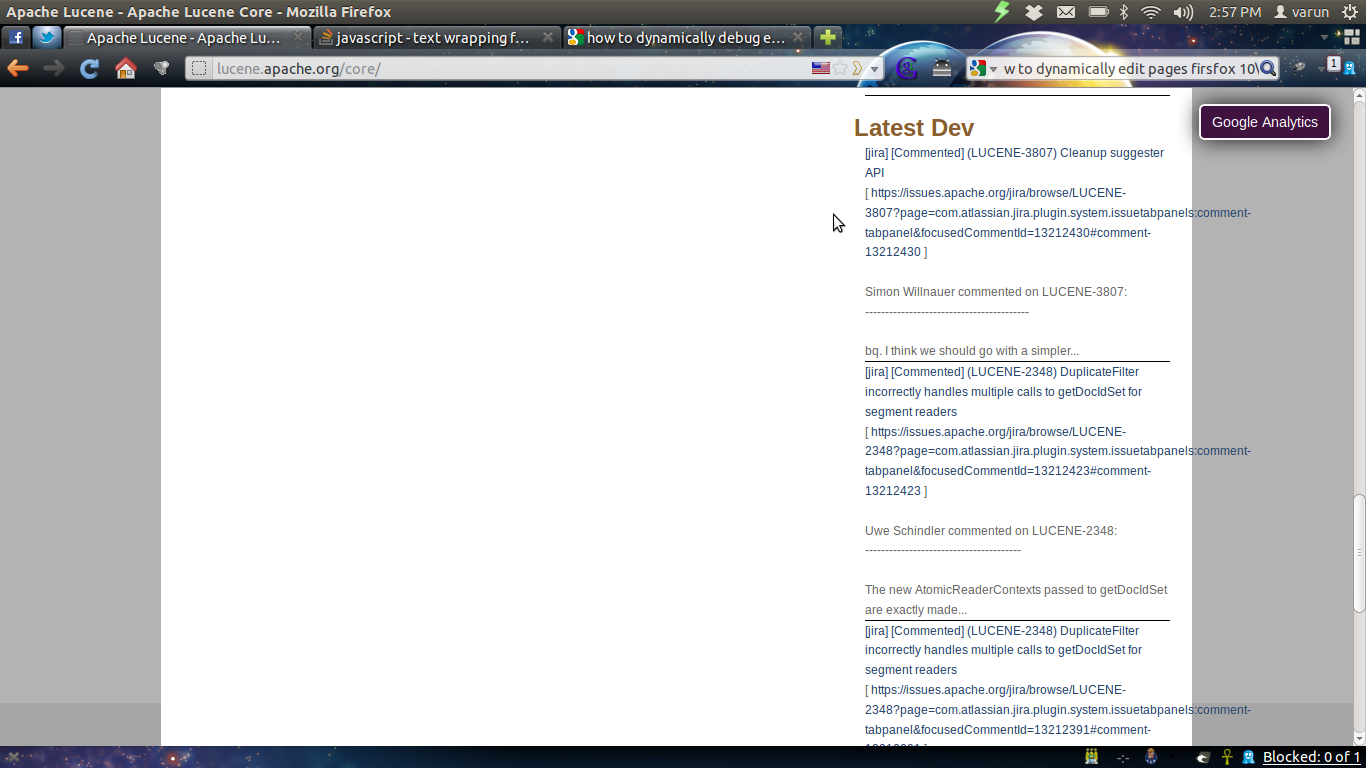 Apache Lucene - Apache Lucene Core - Mozilla Firefox
2:57 PM varun
Apache Lucene - Apache Lu...
javascript - text wrapping f...
how to dynamically debug e...
lucene.apache.org/core/
w to dynamically edit pages firsfox 10\
1
Google Analytics
Latest Dev
[jira] [Commented] (LUCENE-3807) Cleanup suggester
API
[ https://issues.apache.org/jira/browse/LUCENE-
3807?page=com.atlassian.jira.plugin.system.issuetabpanels:comment-
tabpanel&focusedCommentId=13212430#comment-
13212430 ]
Simon Willnauer commented on LUCENE-3807:
-----------------------------------------
bq. I think we should go with a simpler...
[jira] [Commented] (LUCENE-2348) DuplicateFilter
incorrectly handles multiple calls to getDocIdSet for
segment readers
[ https://issues.apache.org/jira/browse/LUCENE-
2348?page=com.atlassian.jira.plugin.system.issuetabpanels:comment-
tabpanel&focusedCommentId=13212423#comment-
13212423 ]
Uwe Schindler commented on LUCENE-2348:
---------------------------------------
The new AtomicReaderContexts passed to getDocIdSet
are exactly made...
[jira] [Commented] (LUCENE-2348) DuplicateFilter
incorrectly handles multiple calls to getDocIdSet for
segment readers
[ https://issues.apache.org/jira/browse/LUCENE-
2348?page=com.atlassian.jira.plugin.system.issuetabpanels:comment-
tabpanel&focusedCommentId=13212391#comment-
13212391 ]
Blocked: 0 of 1